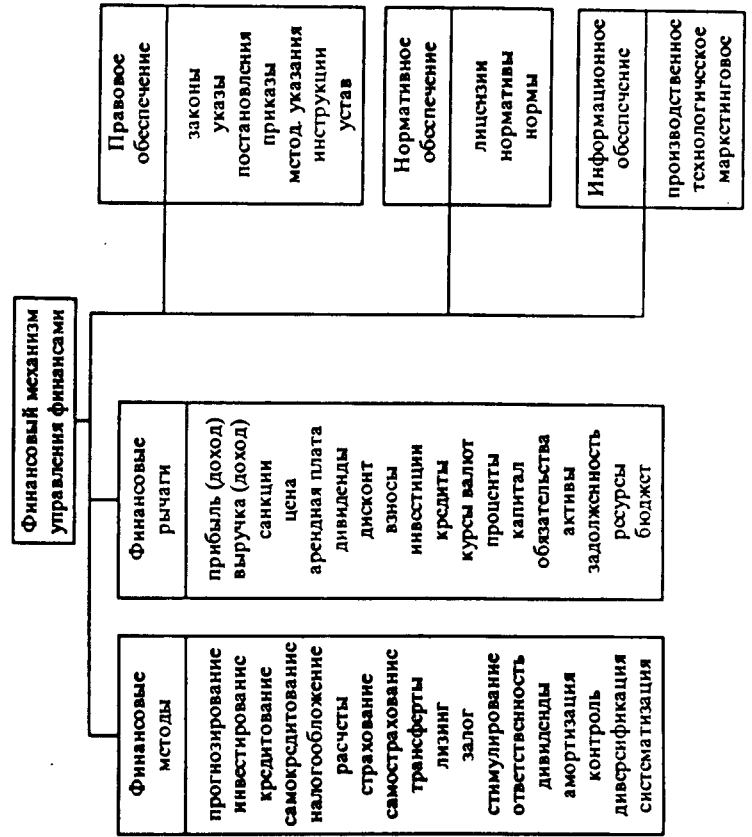 Финансовый механизм
управления финансами
Финансовые
методы
прогнозирование
инвестирование
кредитование
самокредитование
налогообложение
расчеты
страхование
самострахование
трансферты
лизинг
залог
стимулирование
ответственность
дивиденды
амортизация
контроль
диверсификация
систематизация
Финансовые
рычаги
прибыль (доход)
выручка (доход)
санкции
цена
арендная плата
дивиденды
дисконт
взносы
инвестиции
кредиты
курсы валют
проценты
капитал
обязательства
активы
задолженность
ресурсы
бюджет
Правовое
обеспечение
законы
указы
постановления
приказы
метод. указания
инструкции
устав
Нормативное
обеспечение
лицензии
нормативы
нормы
Информационное
обеспечение
производственное
технологическое
маркетинговое